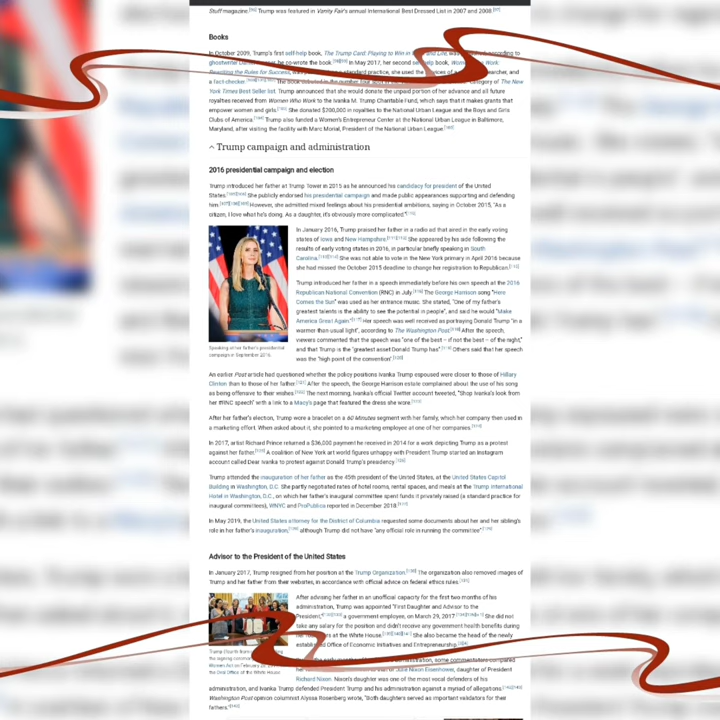 Stuff magazine.[96] Trump was featured in Vanity Fair's annual International Best Dressed List in 2007 and 2008.[97]
Books
In October 2009, Trump's first self-help book, The Trump Card: Playing to Win in and Life, was according to
ghostwriter co-wrote the book. In May 2017, her second self-help book, Work:
Rewriting the Rules for Success, standard practice, she used the of a and
a fact-checker. The book of The New
York Times Best Seller list. Trump announced that she would donate the unpaid portion of her advance and all future
royalties received from Women Who Work to the Ivanka M. Trump Charitable Fund, which says that it makes grants that
empower women and girls. She donated $200,000 in royalties to the National Urban League and the Boys and Girls
Clubs of America. Trump also funded a Women's Entrepreneur Center at the National Urban League in Baltimore,
Maryland, after visiting the facility with Marc Morial, President of the National Urban League.
Trump campaign and administration
2016 presidential campaign and election
Trump introduced her father at Trump Tower in 2015 as he announced his candidacy for president of the United
States. She publicly endorsed his presidential campaign and made public appearances supporting and defending
him. However, she admitted mixed feelings about his presidential ambitions, saying in October 2015, "As a
citizen, I love what he's doing. As a daughter, it's obviously more complicated."
In January 2016, Trump praised her father in a radio ad that aired in the early voting
states of Iowa and New Hampshire. She appeared by his side following the
results of early voting states in 2016, in particular briefly speaking in South
Carolina. She was not able to vote in the New York primary in April 2016 because
she had missed the October 2015 deadline to change her registration to Republican.
Trump introduced her father in a speech immediately before his own speech at the 2016
Republican National Convention (RNC) in July. The George Harrison song "Here
Comes the Sun" was used as her entrance music. She stated, "One of my father's
greatest talents is the ability to see the potential in people", and said he would "Make
America Great Again." Her speech was well received as portraying Donald Trump "in a
warmer than usual light", according to The Washington Post. After the speech,
viewers commented that the speech was "one of the best – if not the best – of the night,"
and that Trump is the "greatest asset Donald Trump has". Others said that her speech
was the "high point of the convention".
Speaking at her father's presidential
campaign in September 2016.
An earlier Post article had questioned whether the policy positions Ivanka Trump espoused were closer to those of Hillary
Clinton than to those of her father. After the speech, the George Harrison estate complained about the use of his song
as being offensive to their wishes. The next morning, Ivanka's official Twitter account tweeted, "Shop Ivanka's look from
her #RNC speech" with a link to a Macy's page that featured the dress she wore.
After her father's election, Trump wore a bracelet on a 60 Minutes segment with her family, which her company then used in
a marketing effort. When asked about it, she pointed to a marketing employee at one of her companies.
In 2017, artist Richard Prince returned a $36,000 payment he received in 2014 for a work depicting Trump as a protest
against her father. A coalition of New York art world figures unhappy with President Trump started an Instagram
account called Dear Ivanka to protest against Donald Trump's presidency.
Trump attended the inauguration of her father as the 45th president of the United States, at the United States Capitol
Building in Washington, D.C. She partly negotiated rates of hotel rooms, rental spaces, and meals at the Trump International
Hotel in Washington, D.C., on which her father's inaugural committee spent funds it privately raised (a standard practice for
inaugural committees), WNYC and ProPublica reported in December 2018.
In May 2019, the United States attorney for the District of Columbia requested some documents about her and her sibling's
role in her father's inauguration, although Trump did not have "any official role in running the committee".
Advisor to the President of the United States
In January 2017, Trump resigned from her position at the Trump Organization. The organization also removed images of
Trump and her father from their websites, in accordance with official advice on federal ethics rules.
After advising her father in an unofficial capacity for the first two months of his
administration, Trump was appointed "First Daughter and Advisor to the
President," a government employee, on March 29, 2017. She did not
take any salary for the position and didn't receive any government health benefits during
at the White House. She also became the head of the newly
Office of Economic Initiatives and Entrepreneurship.
administration, some commentators compared
Julie Nixon Eisenhower, daughter of President
Richard Nixon. Nixon's daughter was one of the most vocal defenders of his
administration, and Ivanka Trump defended President Trump and his administration against a myriad of allegations.
Washington Post opinion columnist Alyssa Rosenberg wrote, "Both daughters served as important validators for their
fathers."